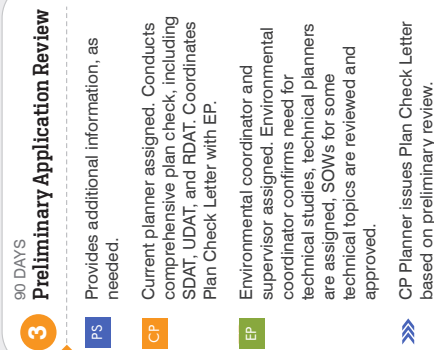 90 DAYS
3 Preliminary Application Review
PS Provides additional information, as
needed.
CP Current planner assigned. Conducts
comprehensive plan check, including
SDAT, UDAT, and RDAT. Coordinates
Plan Check Letter with EP.
EP Environmental coordinator and
supervisor assigned. Environmental
coordinator confirms need for
technical studies, technical planners
are assigned, SOWs for some
technical topics are reviewed and
approved.
CP Planner issues Plan Check Letter
based on preliminary review.